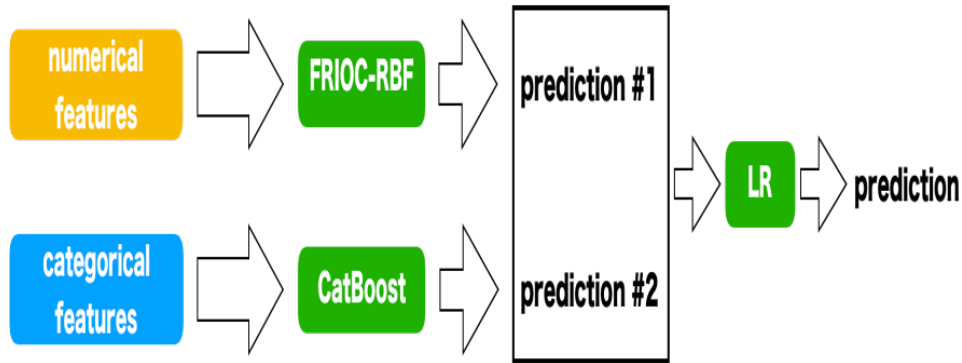 numerical
features
FRIOC-RBF
prediction #1
LR
prediction
categorical
features
CatBoost
prediction #2